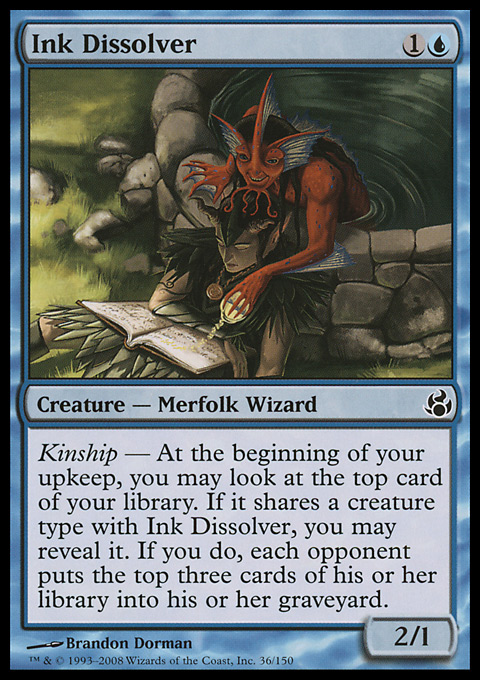 Ink Dissolver 1
Creature — Merfolk Wizard
Kinship — At the beginning of your
upkeep, you may look at the top card
of your library. If it shares a creature
type with Ink Dissolver, you may
reveal it. If you do, each opponent
puts the top three cards of his or her
library into his or her graveyard.
2/1
Brandon Dorman
™ & © 1993–2008 Wizards of the Coast, Inc. 36/150